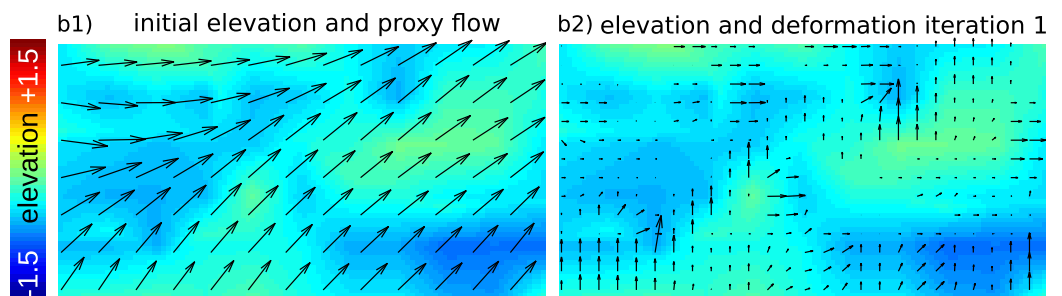 b1) initial elevation and proxy flow
b2) elevation and deformation iteration 1
-1.5 elevation +1.5